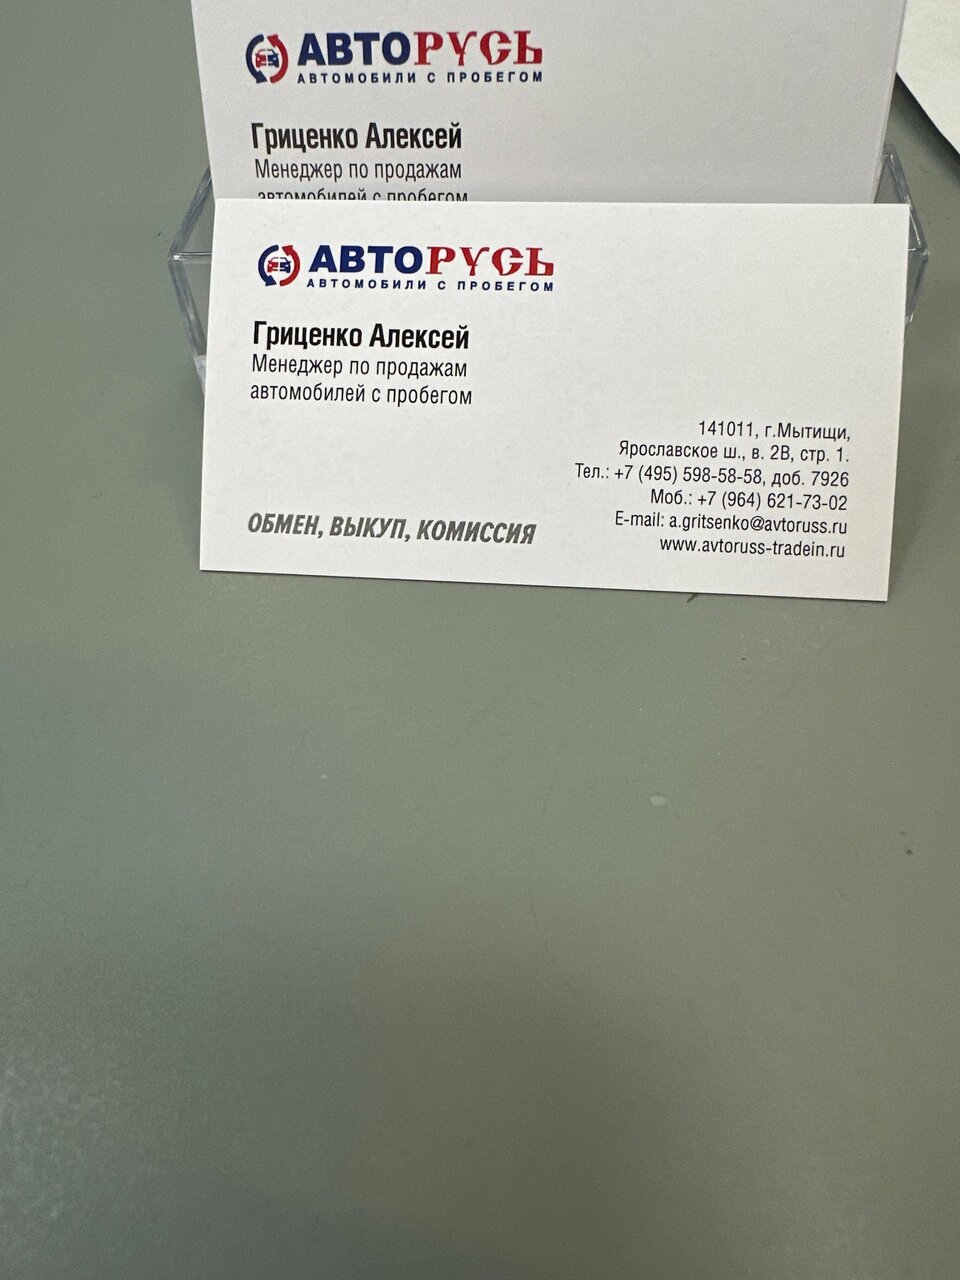 АВТОРУСЬ
АВТОМОБИЛИ С ПРОБЕГОМ
Гриценко Алексей
Менеджер по продажам
автомобилей с пробегом
АВТОРУСЬ
АВТОМОБИЛИ С ПРОБЕГОМ
Гриценко Алексей
Менеджер по продажам
автомобилей с пробегом
141011, г.Мытищи,
Ярославское ш., в. 2В, стр. 1.
Тел.: +7 (495) 598-58-58, доб. 7926
Моб.: +7 (964) 621-73-02
E-mail: a.gritsenko@avtoruss.ru
www.avtoruss-tradein.ru
ОБМЕН, ВЫКУП, КОМИССИЯ